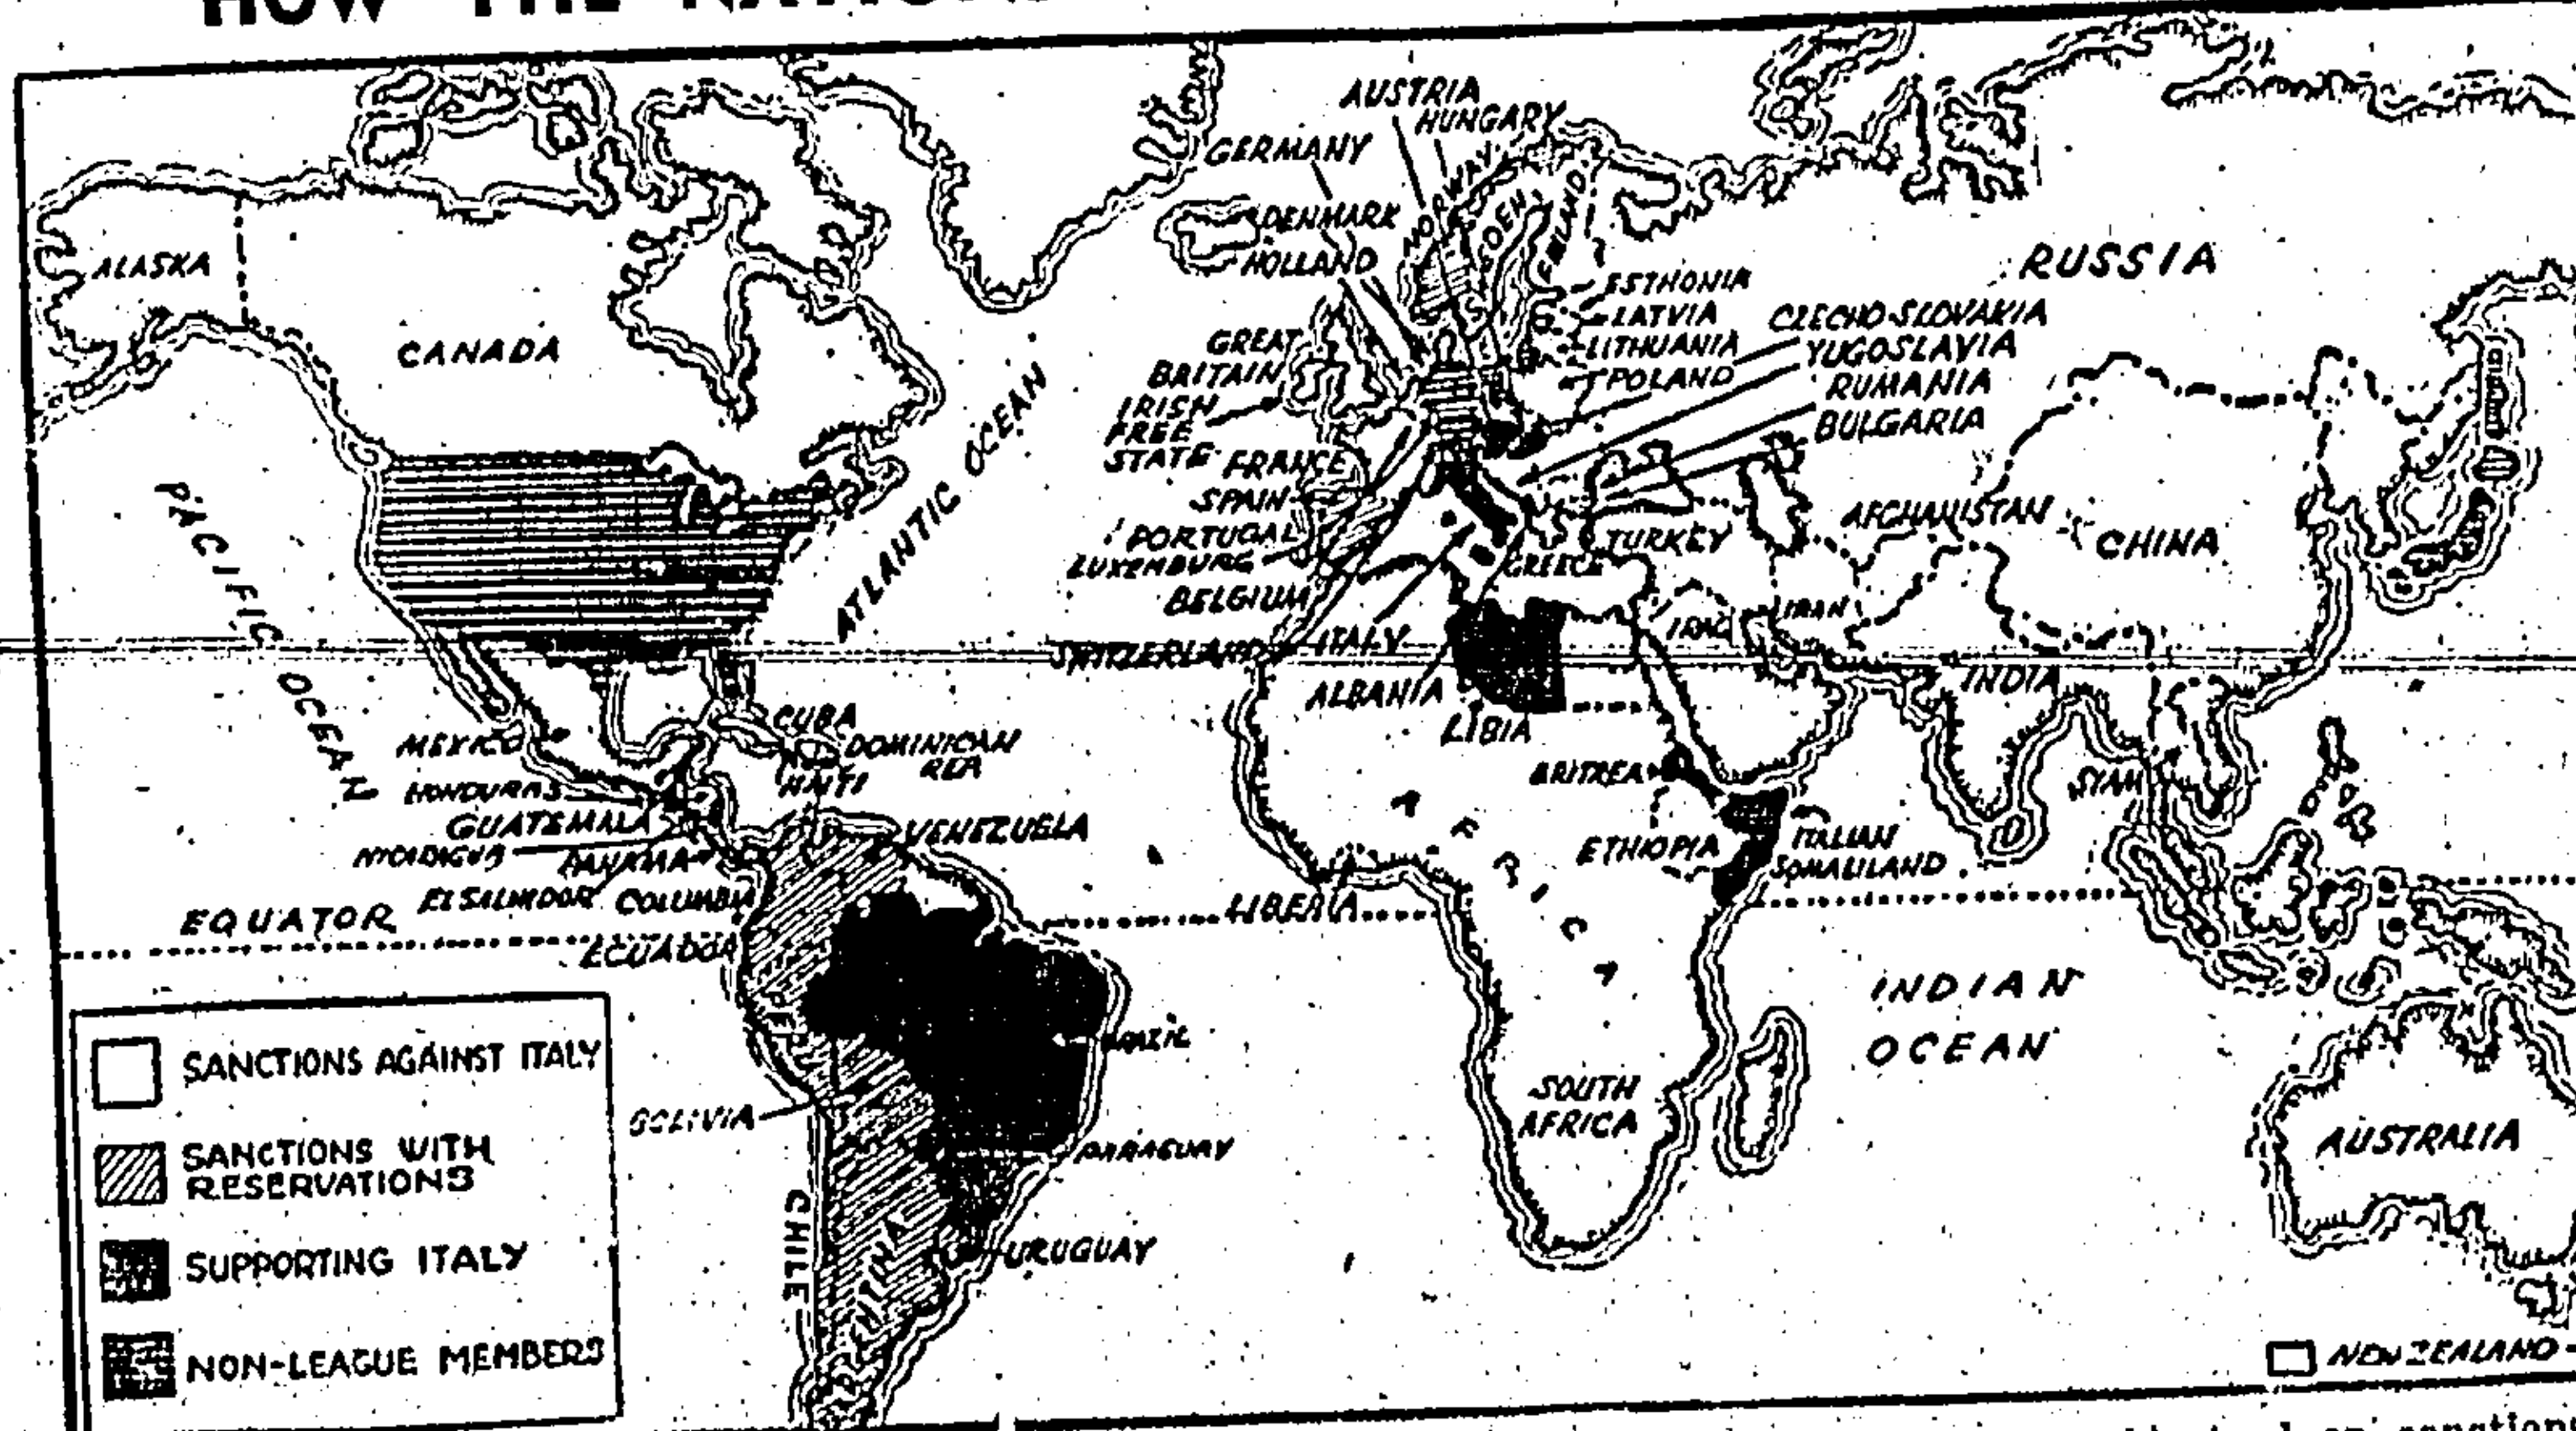 HOW THE NATIONS
ALASKA
CANADA
PACIFIC OCEAN
ATLANTIC OCEAN
AUSTRIA
HUNGARY
GERMANY
DENMARK
HOLLAND
NORWAY
FINLAND
ESTHONIA
LATVIA
LITHUANIA
POLAND
CZECHO-SLOVAKIA
YUGOSLAVIA
RUMANIA
BULGARIA
RUSSIA
GREAT
BRITAIN
IRISH
FREE
STATE
FRANCE
SPAIN
PORTUGAL
LUXEMBURG
BELGIUM
SWITZERLAND
ITALY
ALBANIA
LIBIA
GREECE
TURKEY
IRAQ
IRAN
AFGHANISTAN
CHINA
INDIA
SIAM
ERITREA
ETHIOPIA
ITALIAN
SOMALILAND
AFRICA
LIBERIA
SOUTH
AFRICA
INDIAN
OCEAN
AUSTRALIA
NEW ZEALAND
MEXICO
CUBA
DOMINICAN
HAITI
HONDURAS
GUATEMALA
PANAMA
EL SALVADOR
COLUMBIA
VENEZUELA
EQUATOR
ECUADOR
BOLIVIA
PARAGUAY
CHILE
URUGUAY
SANCTIONS AGAINST ITALY
SANCTIONS WITH
RESERVATIONS
SUPPORTING ITALY
NON-LEAGUE MEMBERS